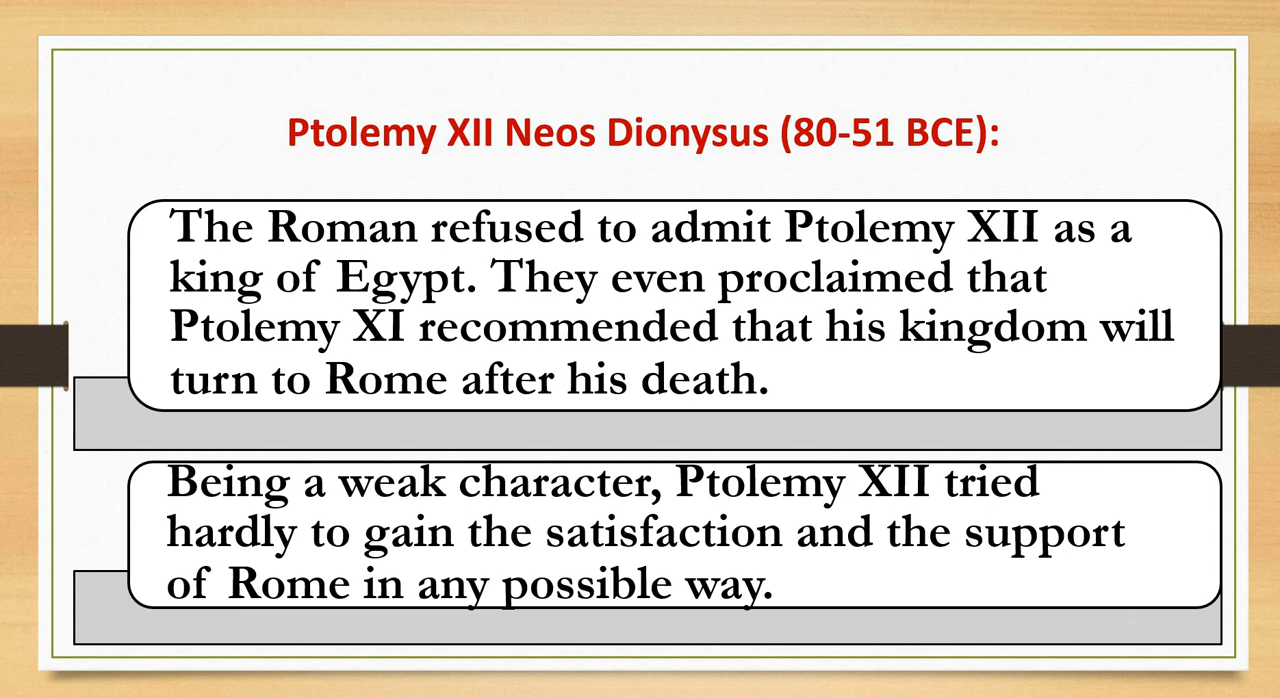 Ptolemy XII Neos Dionysus (80-51 BCE):
The Roman refused to admit Ptolemy XII as a
king of Egypt. They even proclaimed that
Ptolemy XI recommended that his kingdom will
turn to Rome after his death.
Being a weak character, Ptolemy XII tried
hardly to gain the satisfaction and the support
of Rome in any possible way.